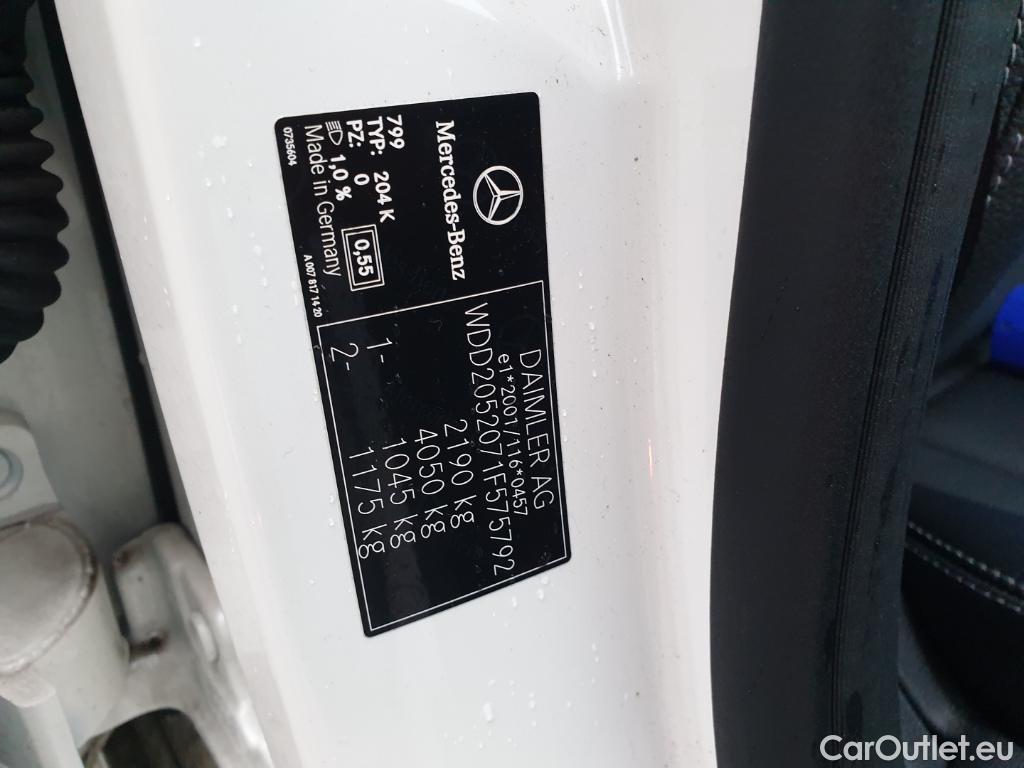 Mercedes-Benz
DAIMLER AG
e1*2001/116*0457
WDD2052071F575792
2190 kg
4050 kg
1- 1045 kg
2- 1175 kg
799
TYP: 204 K
PZ: 0 0,55
1,0 %
Made in Germany
0735604 A 007 817 14 20
CarOutlet.eu